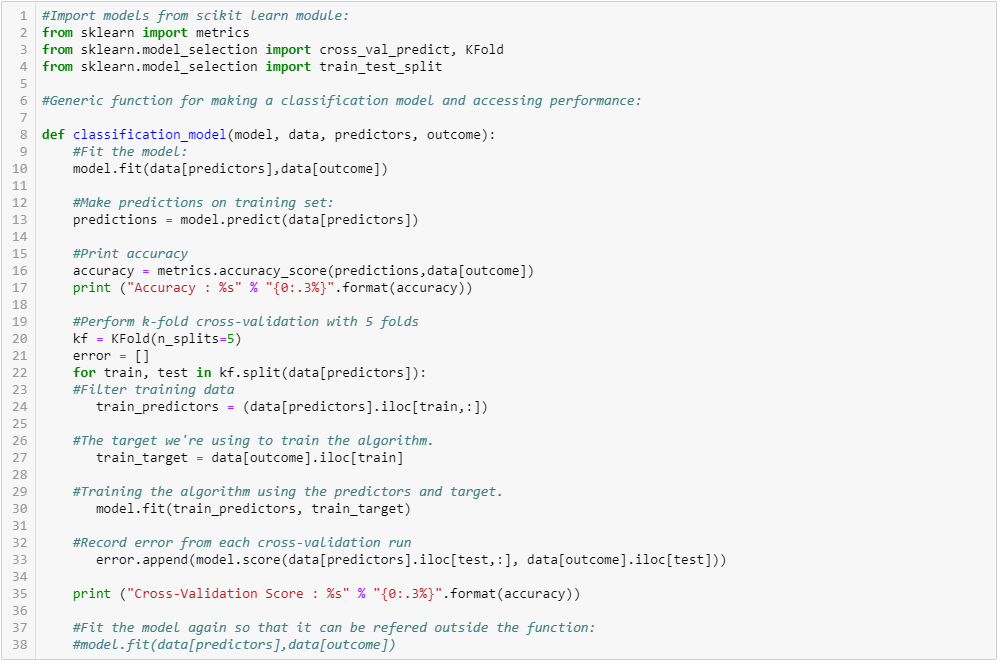 1 #Import models from scikit learn module:
2 from sklearn import metrics
3 from sklearn.model_selection import cross_val_predict, KFold
4 from sklearn.model_selection import train_test_split
5
6 #Generic function for making a classification model and accessing performance:
7
8 def classification_model(model, data, predictors, outcome):
9     #Fit the model:
10     model.fit(data[predictors],data[outcome])
11
12     #Make predictions on training set:
13     predictions = model.predict(data[predictors])
14
15     #Print accuracy
16     accuracy = metrics.accuracy_score(predictions,data[outcome])
17     print ("Accuracy : %s" % "{0:.3%}".format(accuracy))
18
19     #Perform k-fold cross-validation with 5 folds
20     kf = KFold(n_splits=5)
21     error = []
22     for train, test in kf.split(data[predictors]):
23     #Filter training data
24        train_predictors = (data[predictors].iloc[train,:])
25
26     #The target we're using to train the algorithm.
27        train_target = data[outcome].iloc[train]
28
29     #Training the algorithm using the predictors and target.
30        model.fit(train_predictors, train_target)
31
32     #Record error from each cross-validation run
33        error.append(model.score(data[predictors].iloc[test,:], data[outcome].iloc[test]))
34
35     print ("Cross-Validation Score : %s" % "{0:.3%}".format(accuracy))
36
37     #Fit the model again so that it can be refered outside the function:
38     #model.fit(data[predictors],data[outcome])